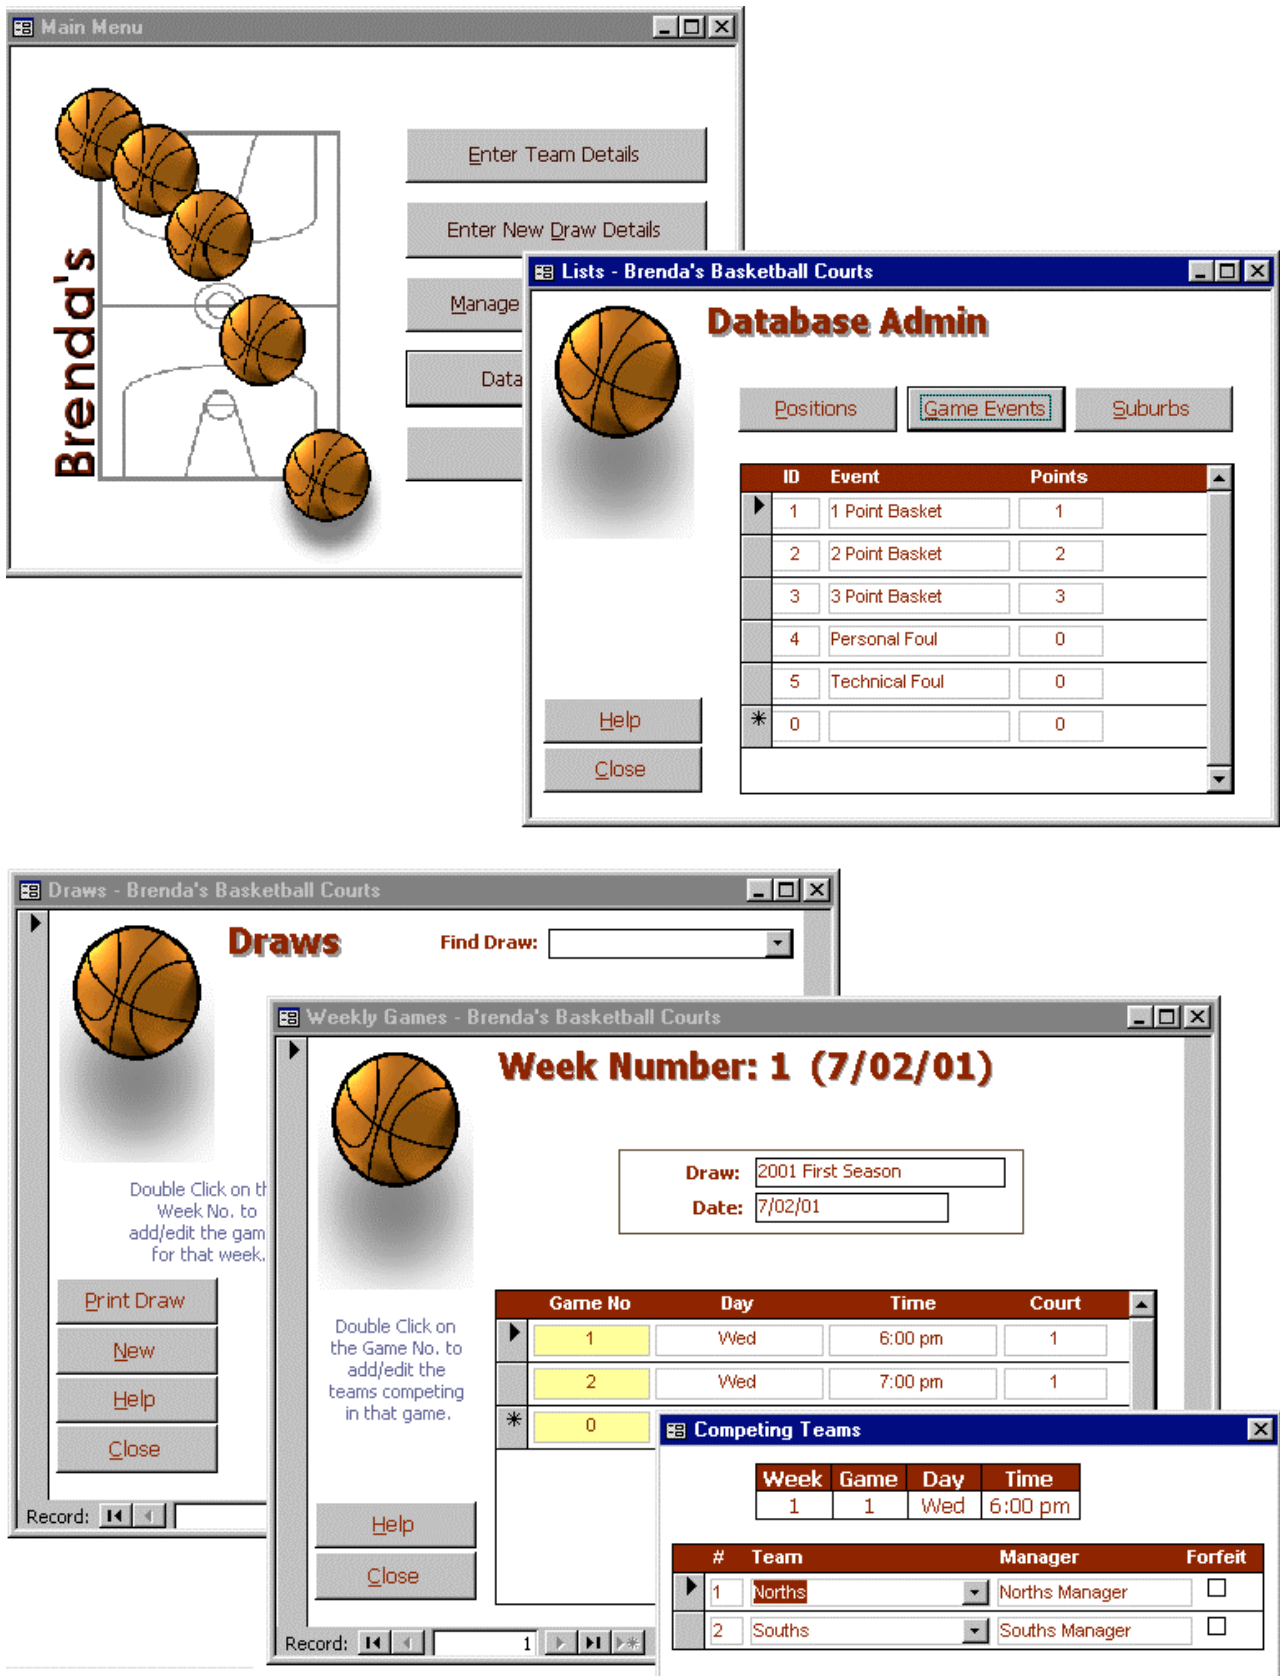 Main Menu
Brenda's
Enter Team Details
Enter New Draw Details
Manage
Data
Lists - Brenda's Basketball Courts
Database Admin
Positions Game Events Suburbs
ID Event Points
1 1 Point Basket 1
2 2 Point Basket 2
3 3 Point Basket 3
4 Personal Foul 0
5 Technical Foul 0
0 0
Help
Close
Draws - Brenda's Basketball Courts
Draws Find Draw:
Double Click on th
Week No. to
add/edit the gam
for that week.
Print Draw
New
Help
Close
Record:
Weekly Games - Brenda's Basketball Courts
Week Number: 1 (7/02/01)
Draw: 2001 First Season
Date: 7/02/01
Double Click on
the Game No. to
add/edit the
teams competing
in that game.
Game No Day Time Court
1 Wed 6:00 pm 1
2 Wed 7:00 pm 1
0
Help
Close
Record: 1
Competing Teams
Week Game Day Time
1 1 Wed 6:00 pm
# Team Manager Forfeit
1 Norths Norths Manager
2 Souths Souths Manager